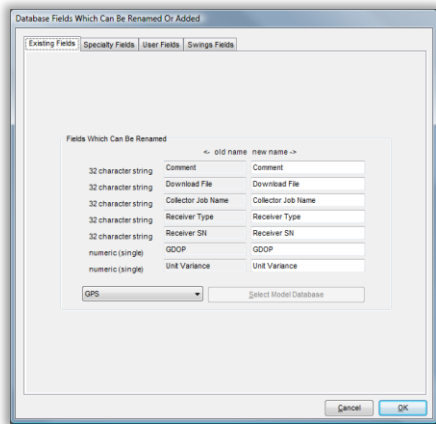 Database Fields Which Can Be Renamed Or Added
Existing Fields Specialty Fields User Fields Swings Fields
Fields Which Can Be Renamed
<- old name new name ->
32 character string Comment Comment
32 character string Download File Download File
32 character string Collector Job Name Collector Job Name
32 character string Receiver Type Receiver Type
32 character string Receiver SN Receiver SN
numeric (single) GDOP GDOP
numeric (single) Unit Variance Unit Variance
GPS Select Model Database
Cancel OK